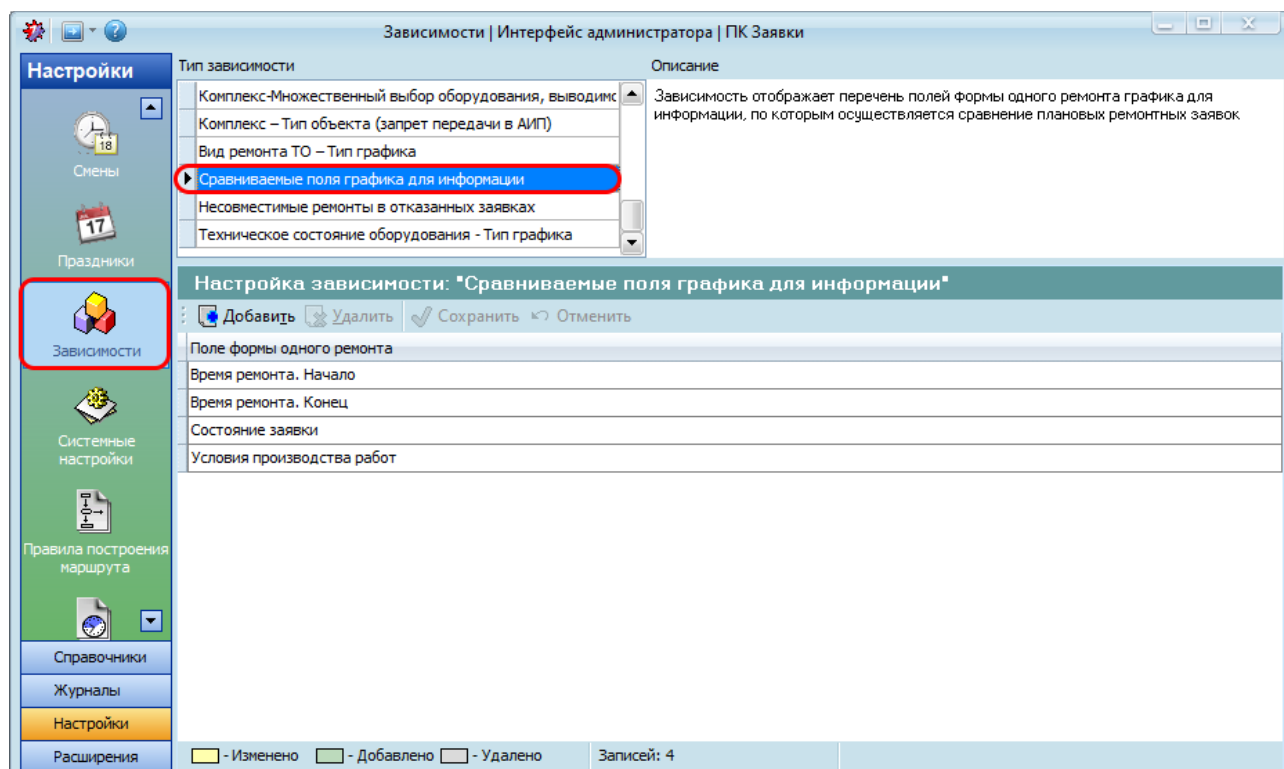 Зависимости | Интерфейс администратора | ПК Заявки
Настройки
18
Смены
17
Праздники
Зависимости
Системные
настройки
Правила построения
маршрута
Справочники
Журналы
Настройки
Расширения
Тип зависимости
Комплекс-Множественный выбор оборудования, выводимс
Комплекс – Тип объекта (запрет передачи в АИП)
Вид ремонта ТО – Тип графика
Сравниваемые поля графика для информации
Несовместимые ремонты в отказанных заявках
Техническое состояние оборудования - Тип графика
Описание
Зависимость отображает перечень полей формы одного ремонта графика для
информации, по которым осуществляется сравнение плановых ремонтных заявок
Настройка зависимости: "Сравниваемые поля графика для информации"
Добавить Удалить Сохранить Отменить
Поле формы одного ремонта
Время ремонта. Начало
Время ремонта. Конец
Состояние заявки
Условия производства работ
- Изменено - Добавлено - Удалено Записей: 4